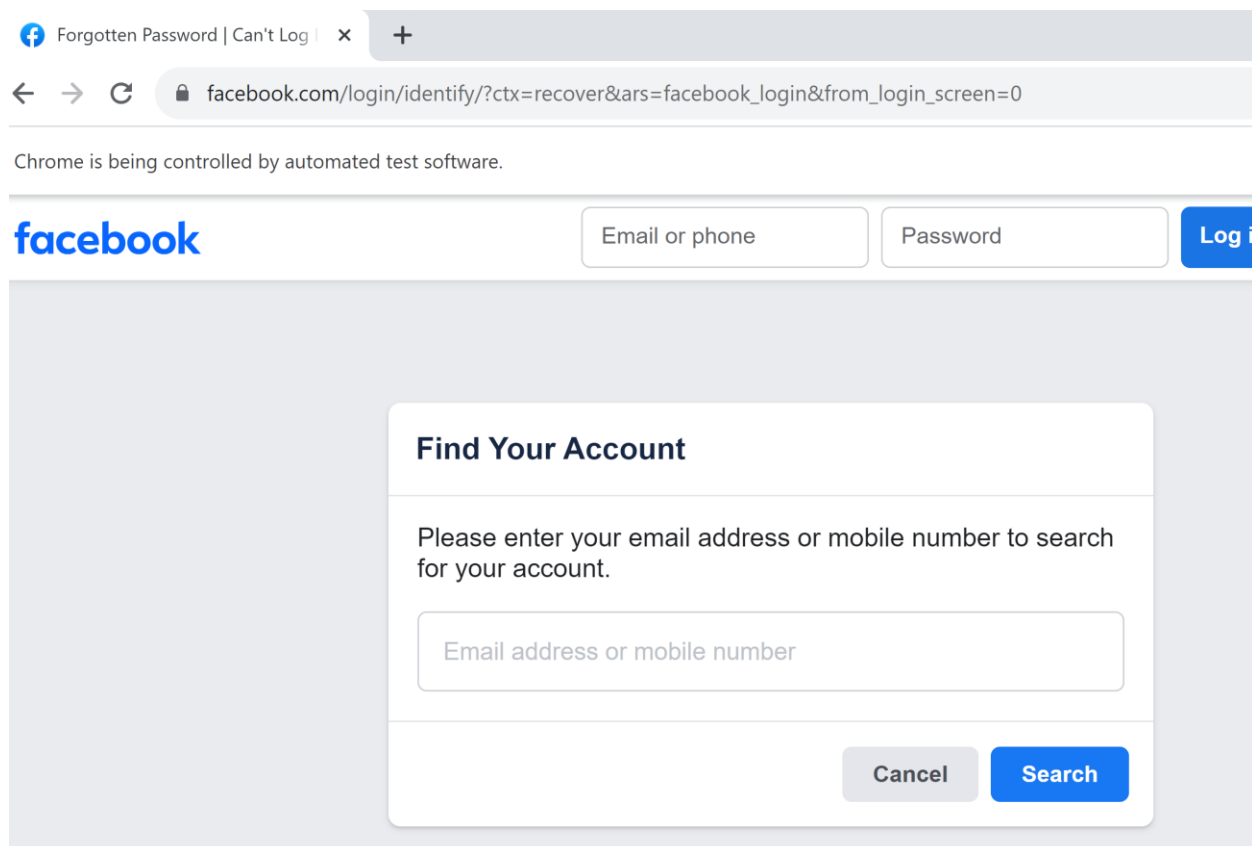 Forgotten Password | Can't Log
facebook.com/login/identify/?ctx=recover&ars=facebook_login&from_login_screen=0
Chrome is being controlled by automated test software.
facebook
Email or phone
Password
Log i
Find Your Account
Please enter your email address or mobile number to search
for your account.
Email address or mobile number
Cancel
Search